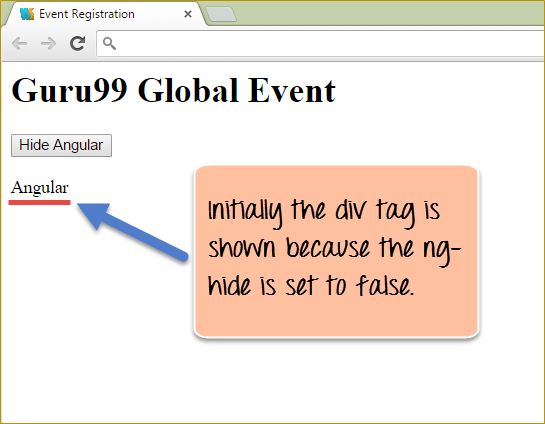 Event Registration
Guru99 Global Event
Hide Angular
Angular
Initially the div tag is
shown because the ng-
hide is set to false.